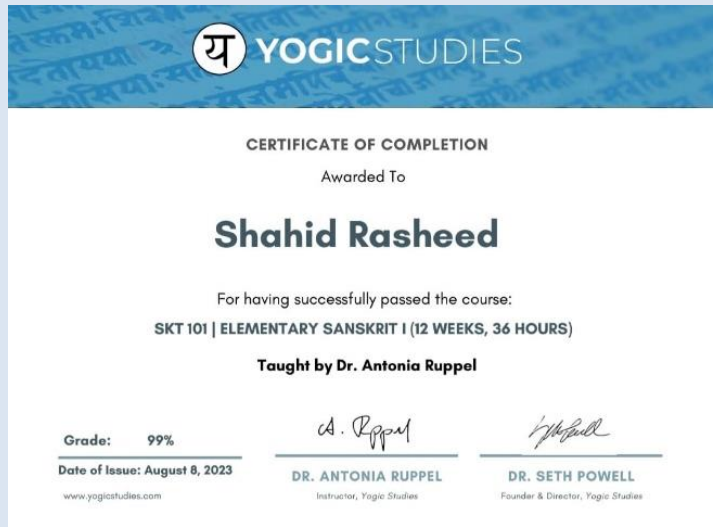 य YOGICSTUDIES
CERTIFICATE OF COMPLETION
Awarded To
Shahid Rasheed
For having successfully passed the course:
SKT 101 | ELEMENTARY SANSKRIT I (12 WEEKS, 36 HOURS)
Taught by Dr. Antonia Ruppel
Grade: 99%
Date of Issue: August 8, 2023
www.yogicstudies.com
A. Rppel
DR. ANTONIA RUPPEL
Instructor, Yogic Studies
DR. SETH POWELL
Founder & Director, Yogic Studies